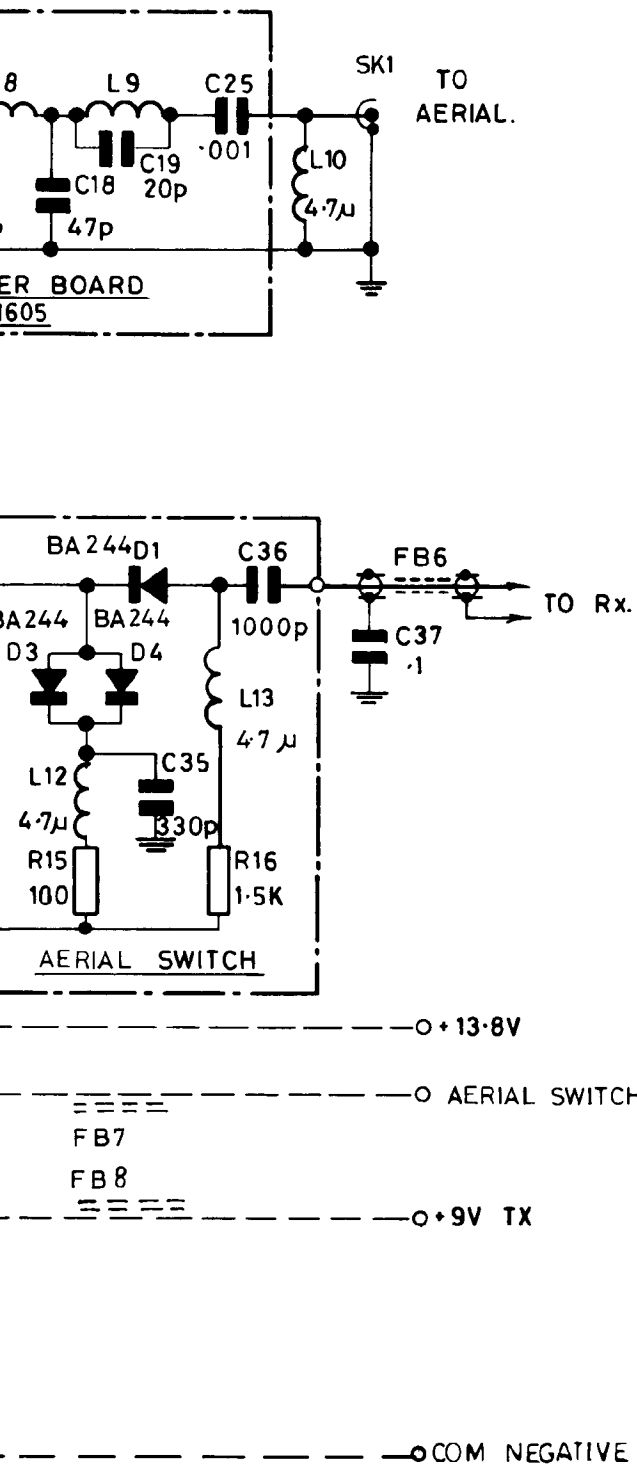 8 L9 C25 SK1 TO
AERIAL.
C19 ·001 L10
C18 20p
4·7µ
47p
ER BOARD
1605
BA244 D1 C36 FB6
BA244 BA244 1000p TO Rx.
D3 D4 C37
·1
L13
4·7µ
L12 C35
4·7µ 330p
R15 R16
100 1·5K
AERIAL SWITCH
+13·8V
AERIAL SWITCH
FB7
FB8
+9V TX
COM NEGATIVE